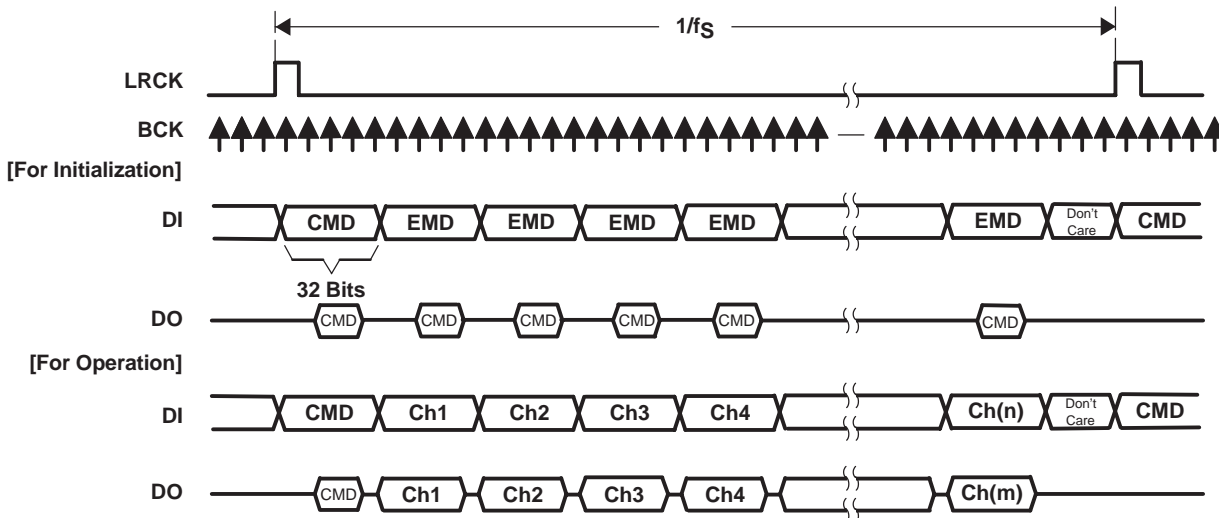 1/fS
LRCK
BCK
[For Initialization]
DI CMD EMD EMD EMD EMD EMD Don't Care CMD
32 Bits
DO CMD CMD CMD CMD CMD CMD
[For Operation]
DI CMD Ch1 Ch2 Ch3 Ch4 Ch(n) Don't Care CMD
DO CMD Ch1 Ch2 Ch3 Ch4 Ch(m)